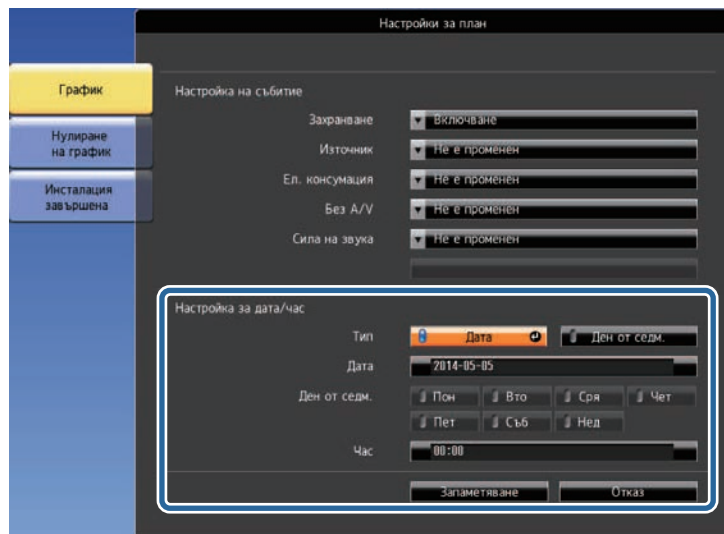 Настройки за план
График
Нулиране
на график
Инсталация
завършена
Настройка на събитие
Захранване Включване
Източник Не е променен
Ел. консумация Не е променен
Без A/V Не е променен
Сила на звука Не е променен
Настройка за дата/час
Тип Дата Ден от седм.
Дата 2014-05-05
Ден от седм. Пон Вто Сря Чет
Пет Съб Нед
Час 00:00
Запаметяване Отказ